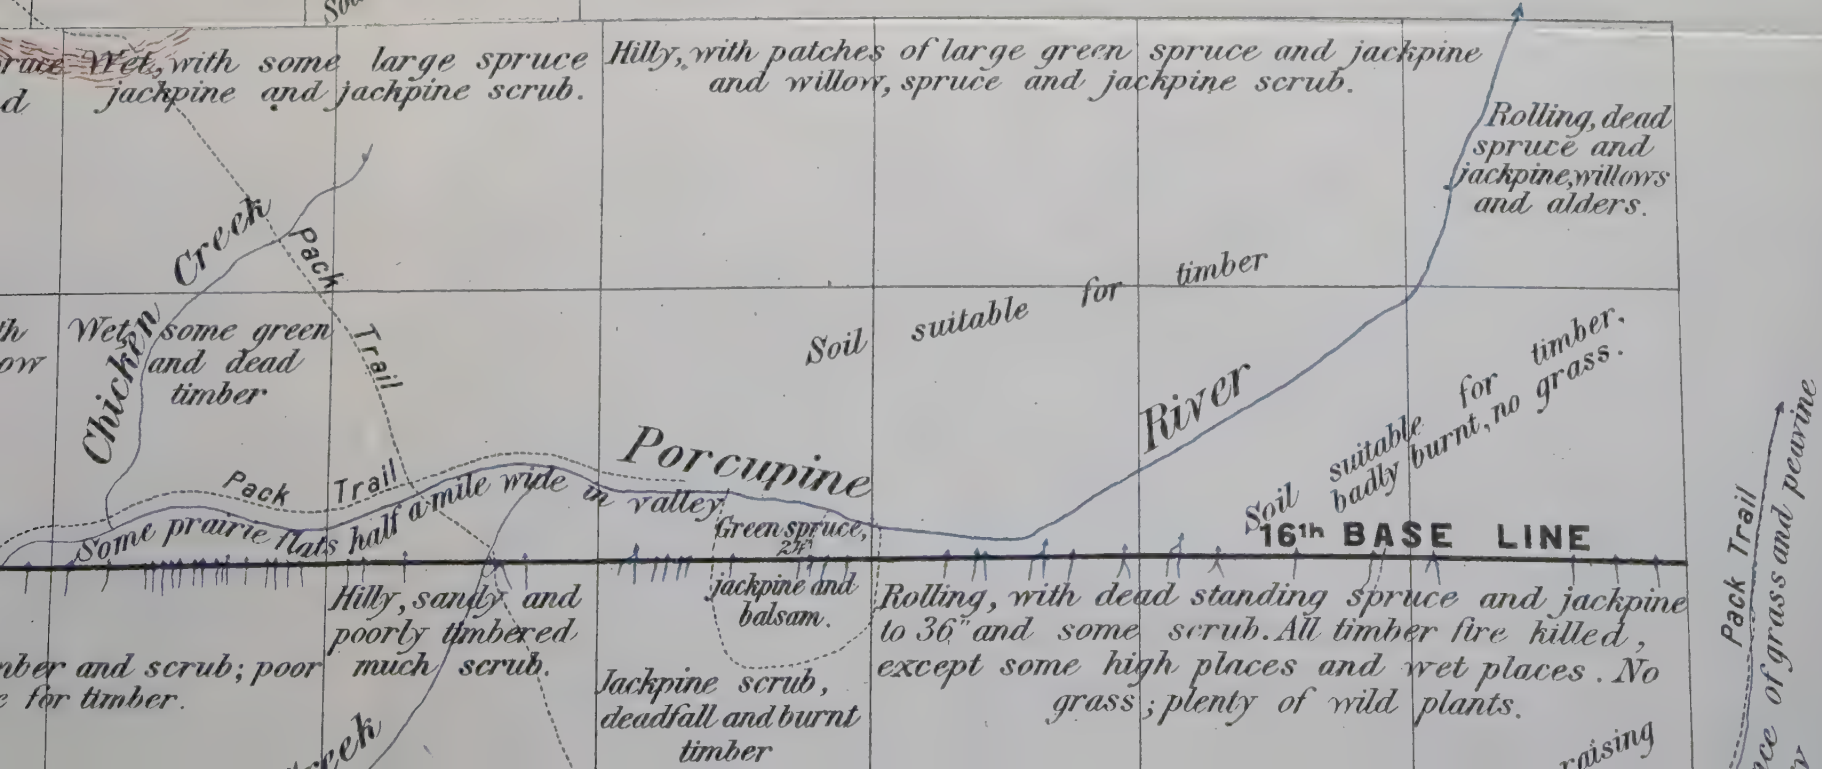 Wet, with some large spruce
jackpine and jackpine scrub.
Hilly, with patches of large green spruce and jackpine
and willow, spruce and jackpine scrub.
Rolling, dead
spruce and
jackpine, willows
and alders.
Chicken Creek
Pack Trail
Wet, some green
and dead
timber
Soil suitable for timber
Soil suitable for timber,
badly burnt, no grass.
Porcupine River
Pack Trail
Some prairie flats half a mile wide in valley
Green spruce,
24"
jackpine and
balsam.
16th BASE LINE
Hilly, sandy and
poorly timbered
much scrub.
Rolling, with dead standing spruce and jackpine
to 36" and some scrub. All timber fire killed,
except some high places and wet places. No
grass; plenty of wild plants.
and scrub; poor
for timber.
Jackpine scrub,
deadfall and burnt
timber
Pack Trail
of grass and peavine